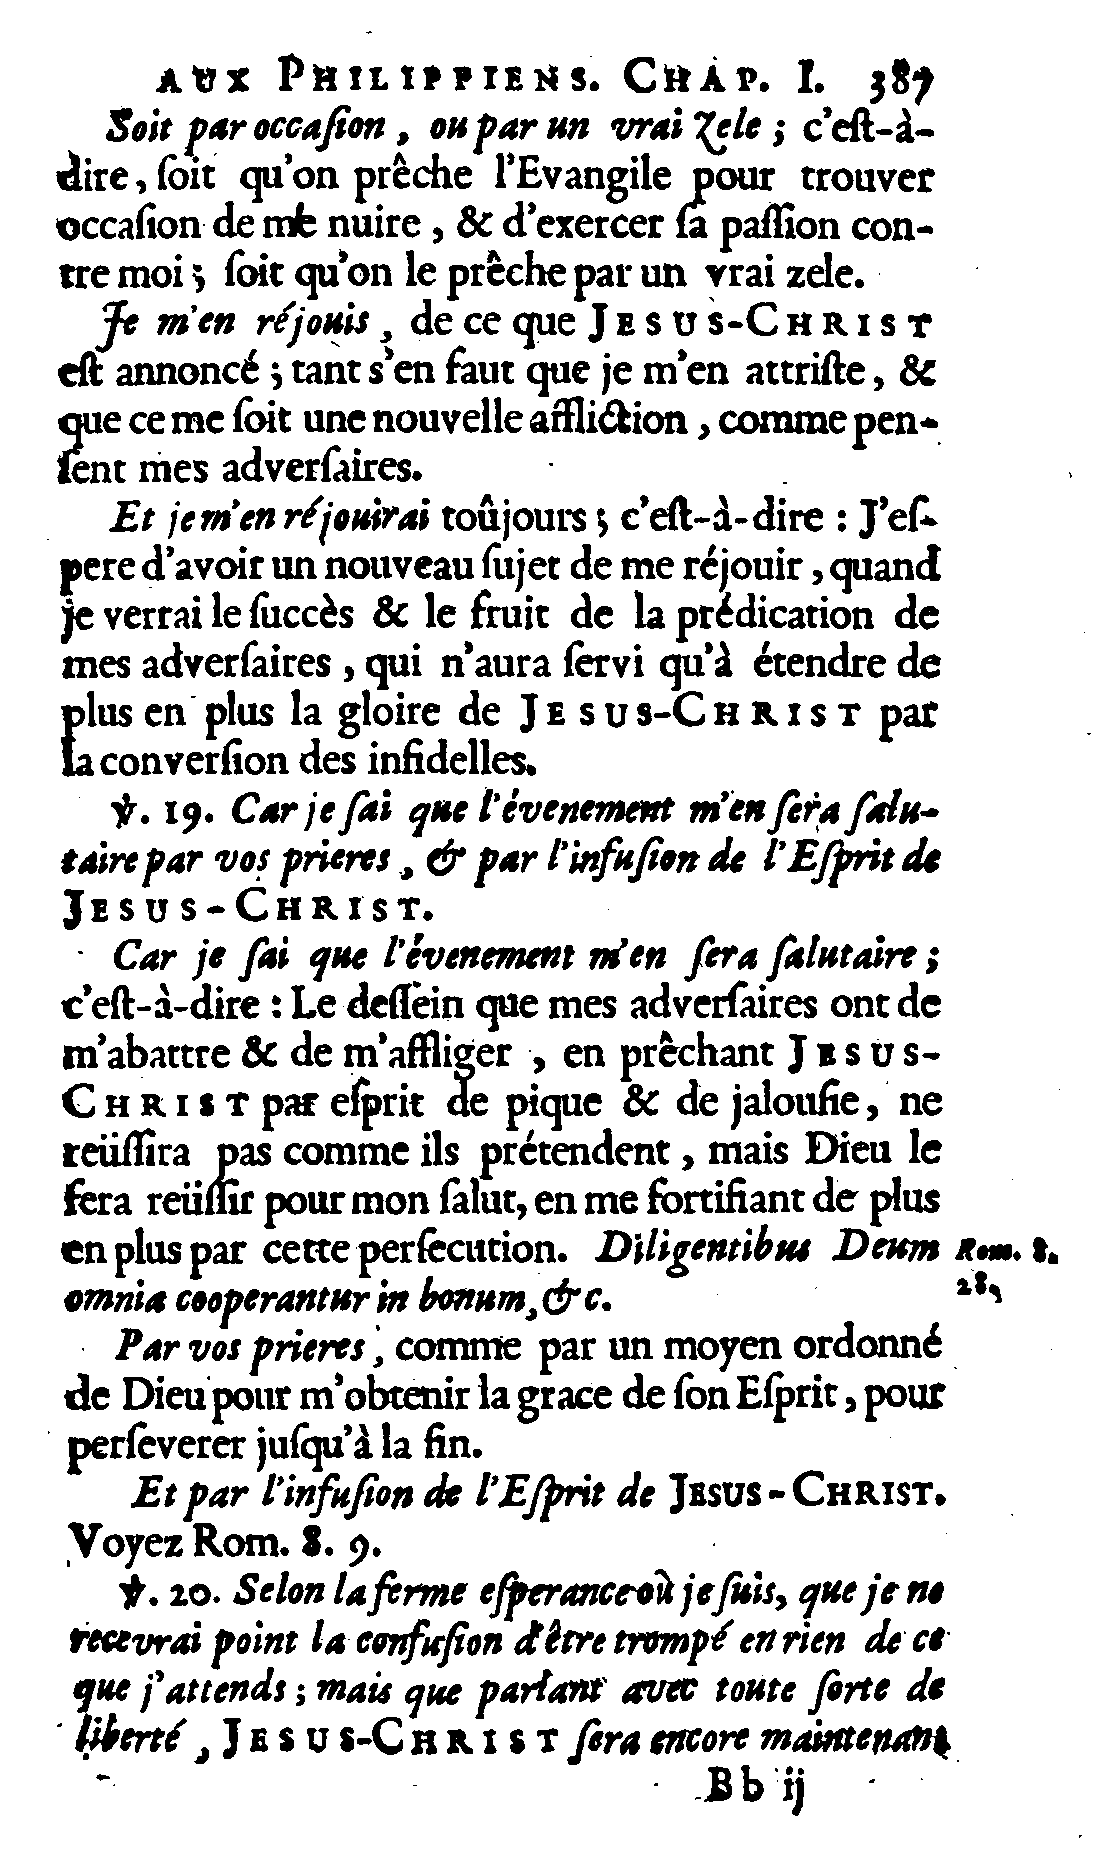 AUX PHILIPPIENS. CHAP. I. 387
Soit par occaſion, ou par un vrai zele; c'eſt-à-
dire, ſoit qu'on prêche l'Evangile pour trouver
occaſion de me nuire, & d'exercer ſa paſſion con-
tre moi; ſoit qu'on le prêche par un vrai zele.
Je m'en réjouis, de ce que JESUS-CHRIST
eſt annoncé; tant s'en faut que je m'en attriſte, &
que ce me ſoit une nouvelle affliction, comme pen-
ſent mes adverſaires.
Et je m'en réjouirai toûjours; c'eſt-à-dire : J'eſ-
pere d'avoir un nouveau ſujet de me réjouir, quand
je verrai le ſuccès & le fruit de la prédication de
mes adverſaires, qui n'aura ſervi qu'à étendre de
plus en plus la gloire de JESUS-CHRIST par
la converſion des infidelles.
℣. 19. Car je ſai que l'évenement m'en ſera ſalu-
taire par vos prieres, & par l'infuſion de l'Eſprit de
JESUS-CHRIST.
Car je ſai que l'évenement m'en ſera ſalutaire;
c'eſt-à-dire : Le deſſein que mes adverſaires ont de
m'abattre & de m'affliger, en prêchant JESUS-
CHRIST par eſprit de pique & de jalouſie, ne
reüſſira pas comme ils prétendent, mais Dieu le
fera reüſſir pour mon ſalut, en me fortifiant de plus
en plus par cette perſecution. Diligentibus Deum Rom. 8.
omnia cooperantur in bonum, &c. 28.
Par vos prieres, comme par un moyen ordonné
de Dieu pour m'obtenir la grace de ſon Eſprit, pour
perſeverer juſqu'à la fin.
Et par l'infuſion de l'Eſprit de JESUS-CHRIST.
Voyez Rom. 8. 9.
℣. 20. Selon la ferme eſperance où je ſuis, que je ne
recevrai point la confuſion d'être trompé en rien de ce
que j'attends; mais que parlant avec toute ſorte de
liberté, JESUS-CHRIST ſera encore maintenant
Bb ij